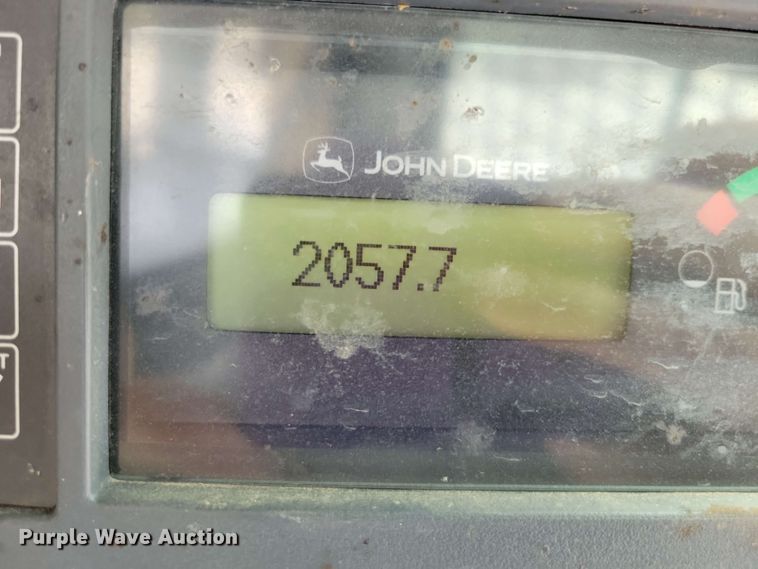 JOHN DEERE
2057.7
T
Purple Wave Auction